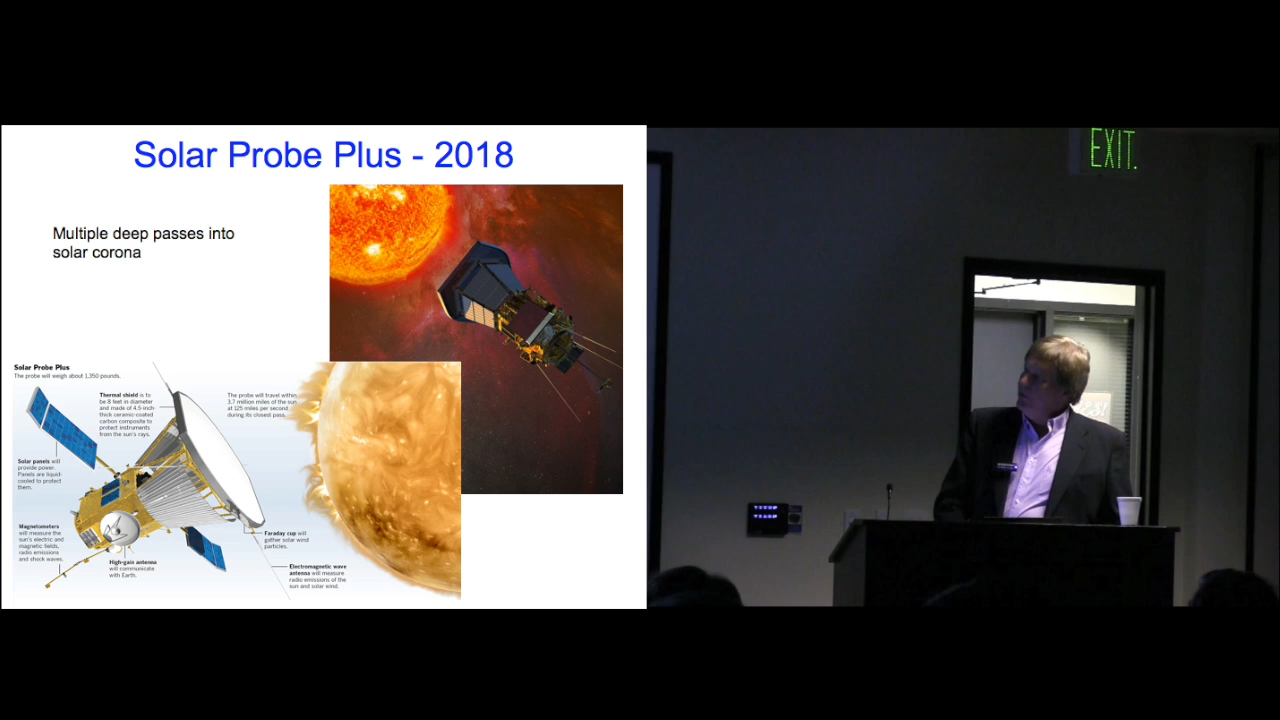 Solar Probe Plus - 2018
Multiple deep passes into
solar corona
Solar Probe Plus
The probe will weigh about 1,350 pounds.
Thermal shield is to
be 8 feet in diameter
and made of 4.5-inch-
thick ceramic-coated
carbon composite to
protect instruments
from the sun's rays.
The probe will travel within
3.7 million miles of the sun
at 125 miles per second
during its closest pass.
Solar panels will
provide power.
Panels are liquid-
cooled to protect
them.
Magnetometers
will measure the
sun's electric and
magnetic fields,
radio emissions
and shock waves.
High-gain antenna
will communicate
with Earth.
Faraday cup will
gather solar wind
particles.
Electromagnetic wave
antenna will measure
radio emissions of the
sun and solar wind.
EXIT